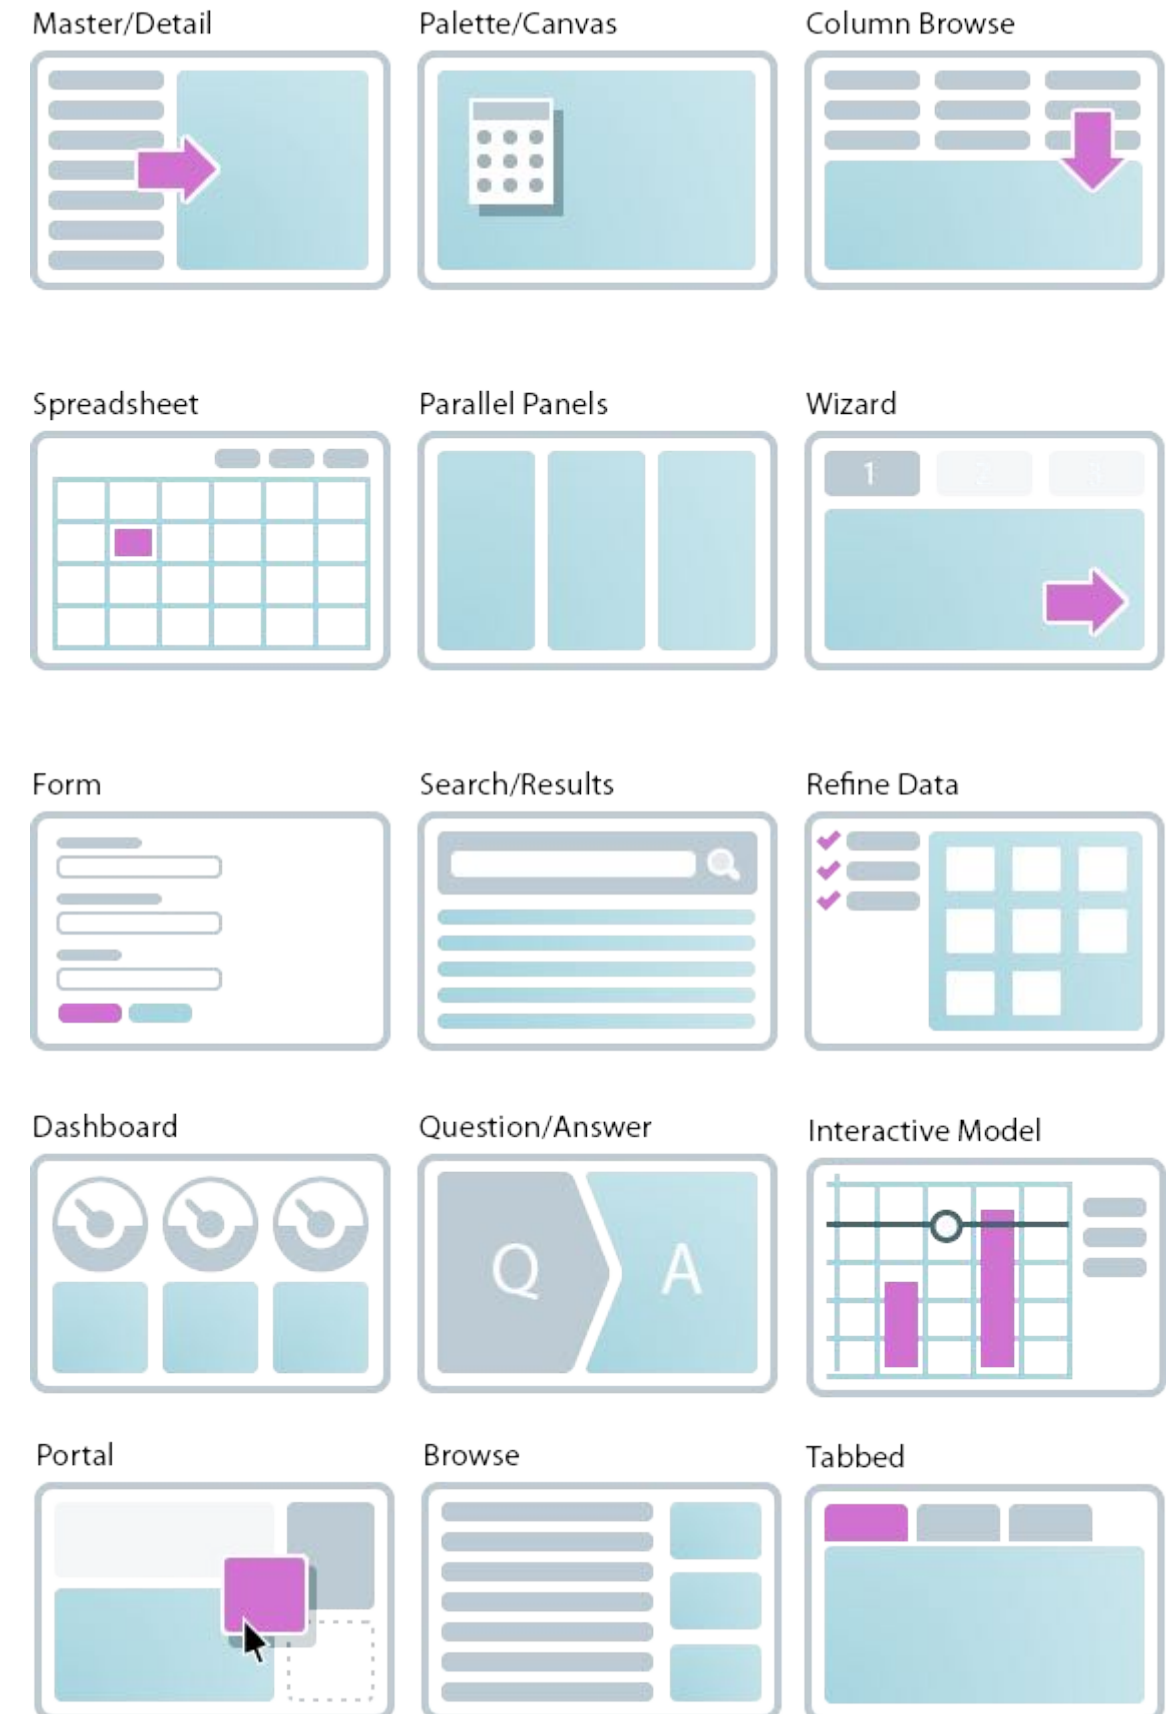 Master/Detail
Palette/Canvas
Column Browse
Spreadsheet
Parallel Panels
Wizard
1
Form
Search/Results
Refine Data
Dashboard
Question/Answer
Interactive Model
Q
A
Portal
Browse
Tabbed